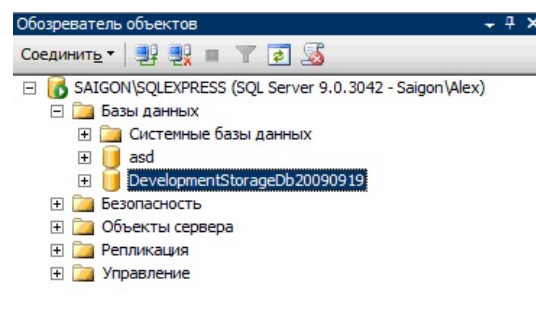 Обозреватель объектов
Соединить
SAIGON\SQLEXPRESS (SQL Server 9.0.3042 - Saigon\Alex)
Базы данных
Системные базы данных
asd
DevelopmentStorageDb20090919
Безопасность
Объекты сервера
Репликация
Управление